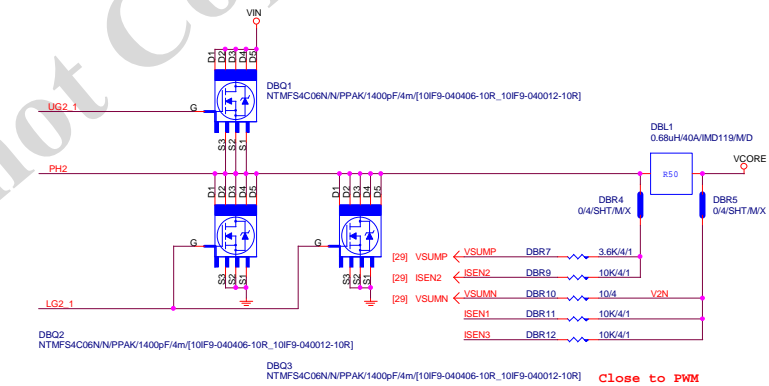 VIN
D1 D2 D3 D4 D5
DBQ1
NTMFS4C06N/N/PPAK/1400pF/4m/[10IF9-040406-10R_10IF9-040012-10R]
UG2_1
G
S3 S2 S1
DBL1
0.68uH/40A/IMD119/M/D
VCORE
PH2
R50
D1 D2 D3 D4 D5
D1 D2 D3 D4 D5
DBR4
0/4/SHT/M/X
DBR5
0/4/SHT/M/X
G
G
S3 S2 S1
S3 S2 S1
[29] VSUMP VSUMP DBR7 3.6K/4/1
[29] ISEN2 ISEN2 DBR9 10K/4/1
[29] VSUMN VSUMN DBR10 10/4 V2N
ISEN1 DBR11 10K/4/1
ISEN3 DBR12 10K/4/1
LG2_1
DBQ2
NTMFS4C06N/N/PPAK/1400pF/4m/[10IF9-040406-10R_10IF9-040012-10R]
DBQ3
NTMFS4C06N/N/PPAK/1400pF/4m/[10IF9-040406-10R_10IF9-040012-10R]
Close to PWM
not Co